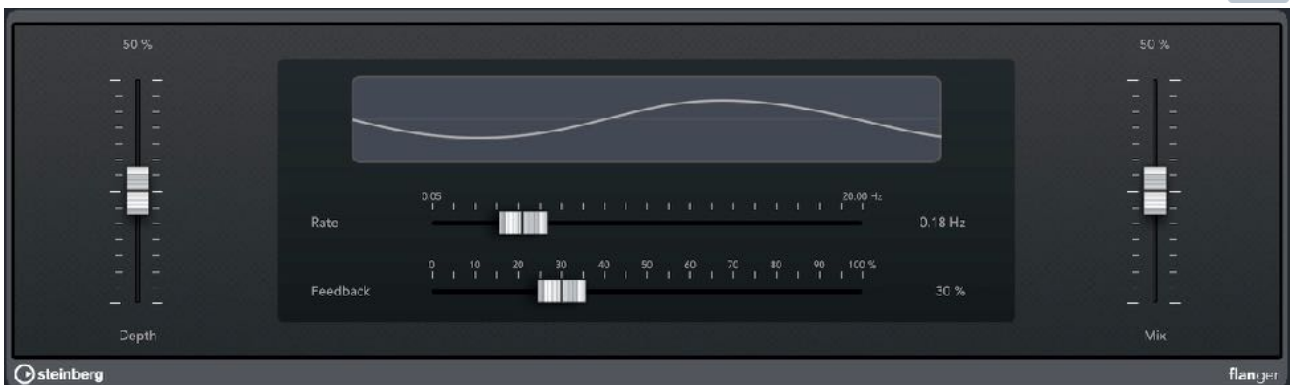 50 %
50 %
0.05
20.00 Hz
Rate
0.18 Hz
0 10 20 30 40 50 60 70 80 90 100 %
Feedback
30 %
Depth
Mix
steinberg
flanger